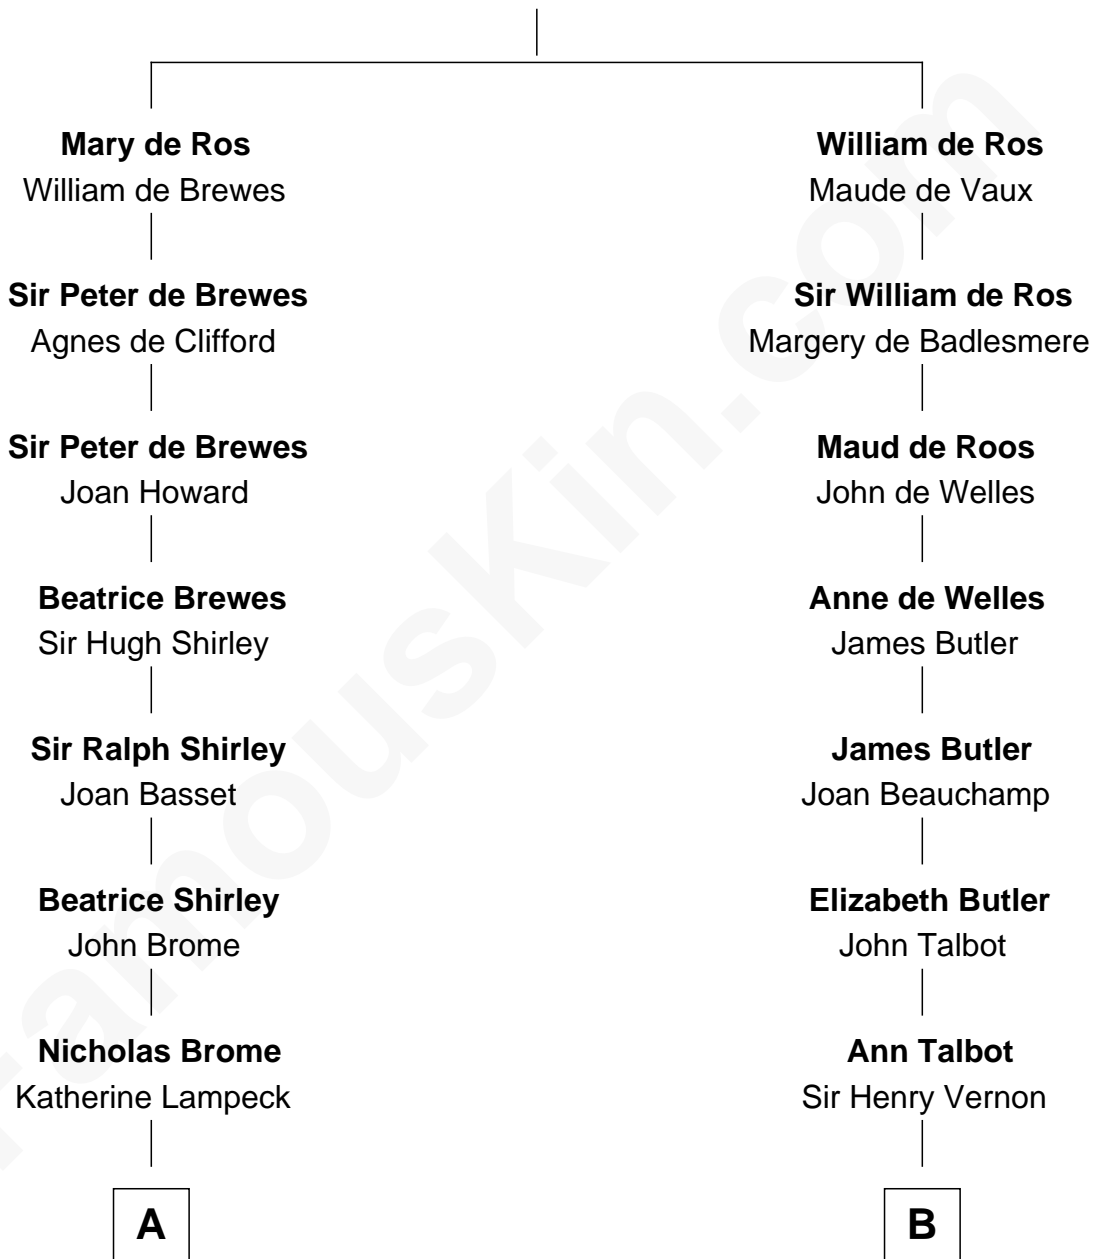 Mary de Ros
William de Brewes
Sir Peter de Brewes
Agnes de Clifford
Sir Peter de Brewes
Joan Howard
Beatrice Brewes
Sir Hugh Shirley
Sir Ralph Shirley
Joan Basset
Beatrice Shirley
John Brome
Nicholas Brome
Katherine Lampeck
A
William de Ros
Maude de Vaux
Sir William de Ros
Margery de Badlesmere
Maud de Roos
John de Welles
Anne de Welles
James Butler
James Butler
Joan Beauchamp
Elizabeth Butler
John Talbot
Ann Talbot
Sir Henry Vernon
B
FamousKin.com